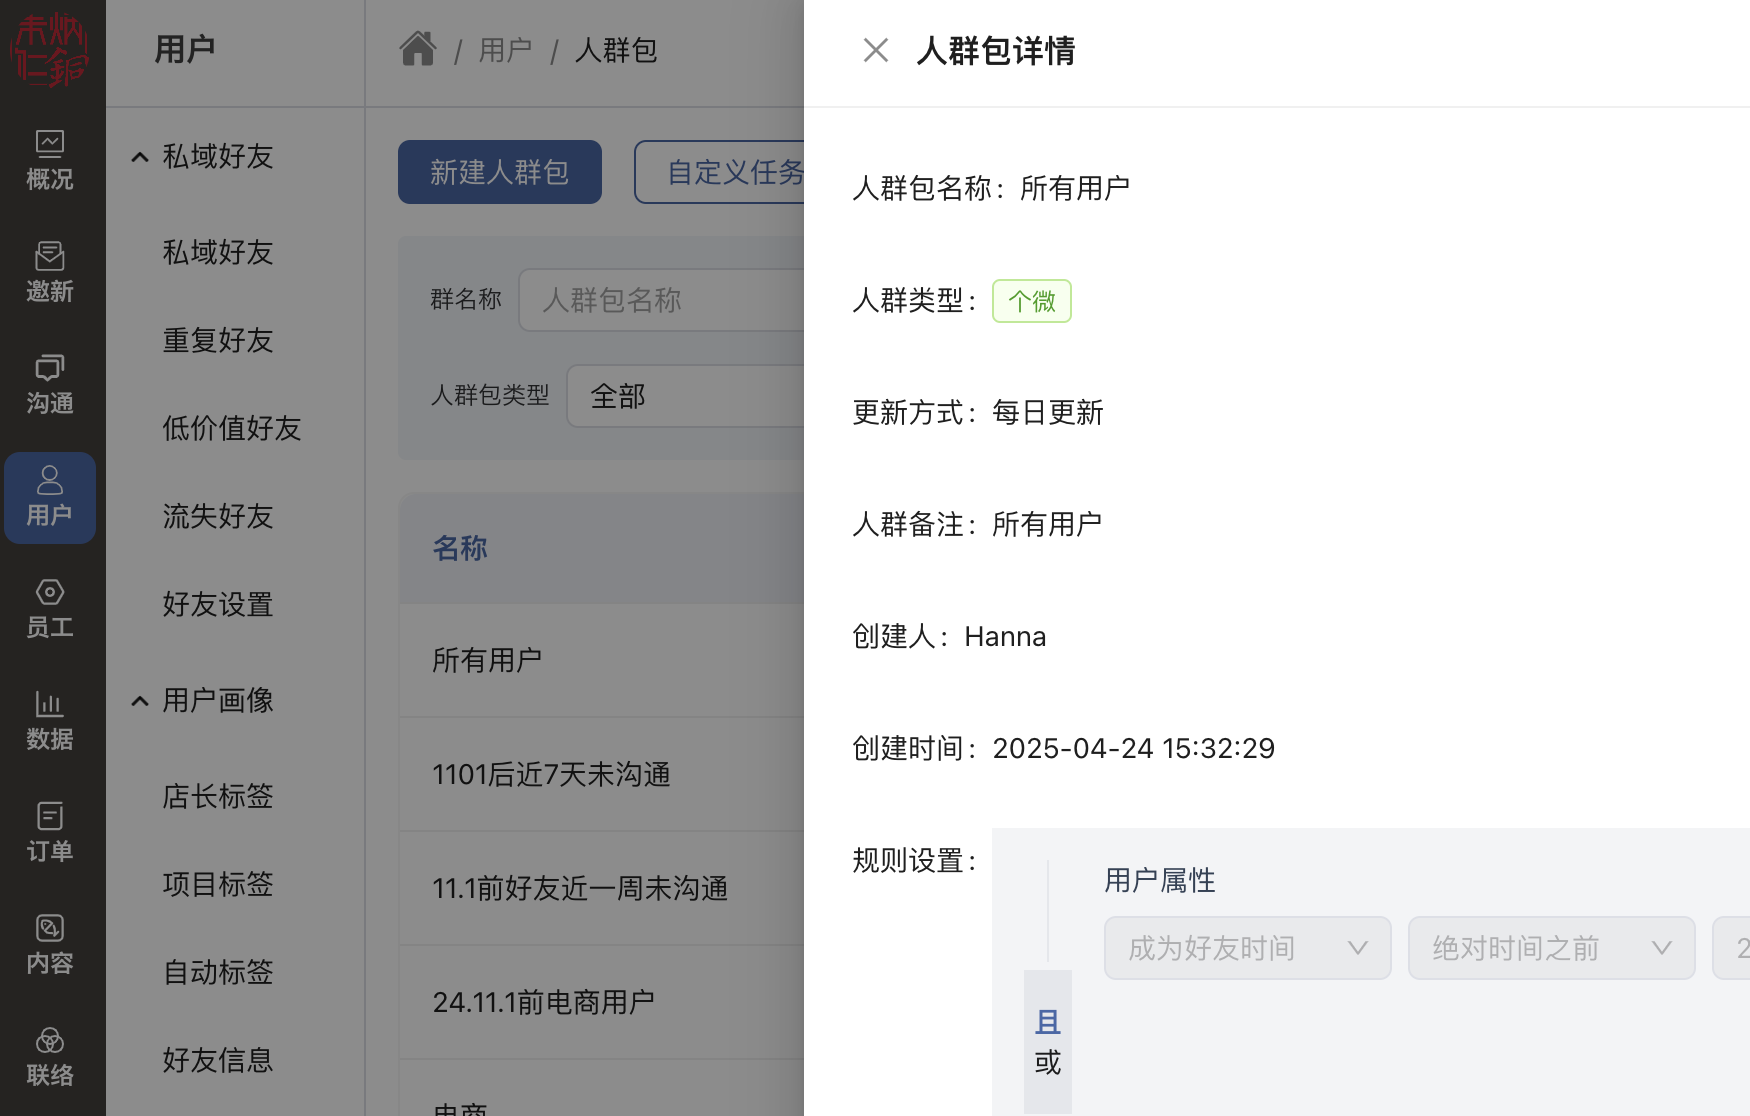 朱炳仁銅
概况
邀新
沟通
用户
员工
数据
订单
内容
联络
用户
私域好友
私域好友
重复好友
低价值好友
流失好友
好友设置
用户画像
店长标签
项目标签
自动标签
好友信息
/ 用户 / 人群包
新建人群包
自定义任务
群名称 人群包名称
人群包类型 全部
名称
所有用户
1101后近7天未沟通
11.1前好友近一周未沟通
24.11.1前电商用户
电商
人群包详情
人群包名称: 所有用户
人群类型: 个微
更新方式: 每日更新
人群备注: 所有用户
创建人: Hanna
创建时间: 2025-04-24 15:32:29
规则设置:
用户属性
成为好友时间 绝对时间之前 2
且
或